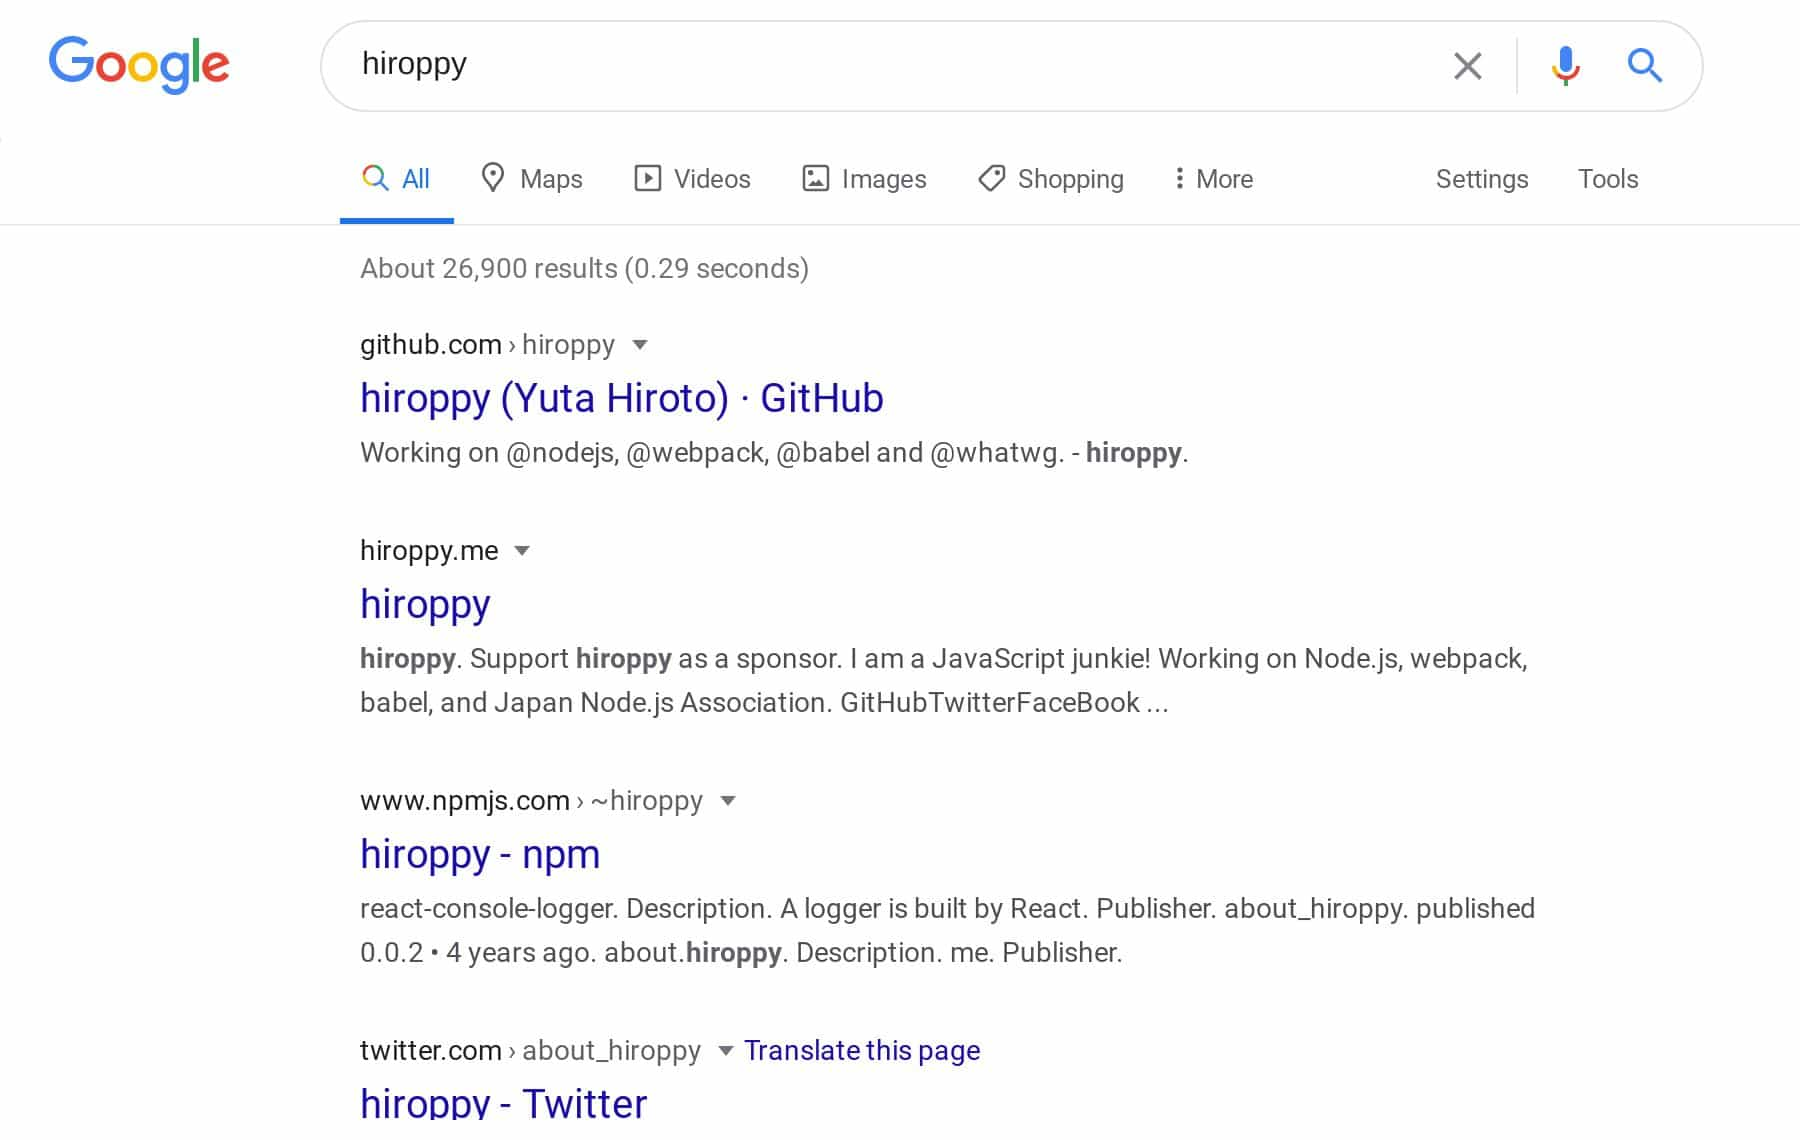 Google
hiroppy
All Maps Videos Images Shopping More Settings Tools
About 26,900 results (0.29 seconds)
github.com › hiroppy
hiroppy (Yuta Hiroto) · GitHub
Working on @nodejs, @webpack, @babel and @whatwg. - hiroppy.
hiroppy.me
hiroppy
hiroppy. Support hiroppy as a sponsor. I am a JavaScript junkie! Working on Node.js, webpack,
babel, and Japan Node.js Association. GitHubTwitterFaceBook ...
www.npmjs.com › ~hiroppy
hiroppy - npm
react-console-logger. Description. A logger is built by React. Publisher. about_hiroppy. published
0.0.2 • 4 years ago. about.hiroppy. Description. me. Publisher.
twitter.com › about_hiroppy Translate this page
hiroppy - Twitter